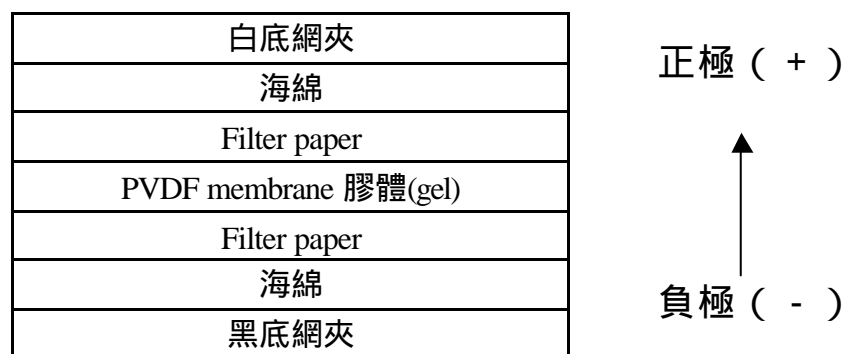 白底網夾
海綿
Filter paper
PVDF membrane 膠體(gel)
Filter paper
海綿
黑底網夾
正極 ( + )
負極 ( - )